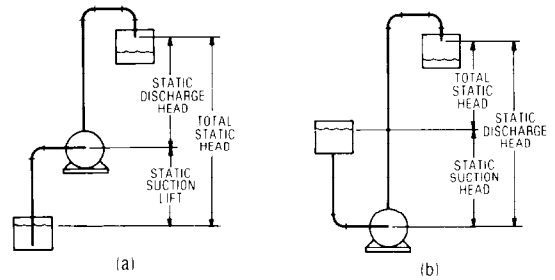 STATIC
DISCHARGE
HEAD
TOTAL
STATIC
HEAD
STATIC
SUCTION
LIFT
(a)
TOTAL
STATIC
HEAD
STATIC
DISCHARGE
HEAD
STATIC
SUCTION
HEAD
(b)